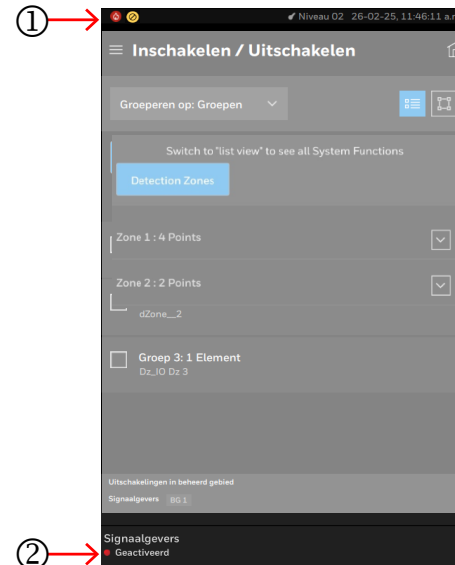 ①
Niveau 02 26-02-25, 11:46:11 a.m
Inschakelen / Uitschakelen
Groeperen op: Groepen
Switch to "list view" to see all System Functions
Detection Zones
Zone 1 : 4 Points
Zone 2 : 2 Points
dZone__2
Groep 3: 1 Element
Dz_IO Dz 3
Uitschakelingen in beheerd gebied
Signaalgevers BG 1
Signaalgevers
②
Geactiveerd